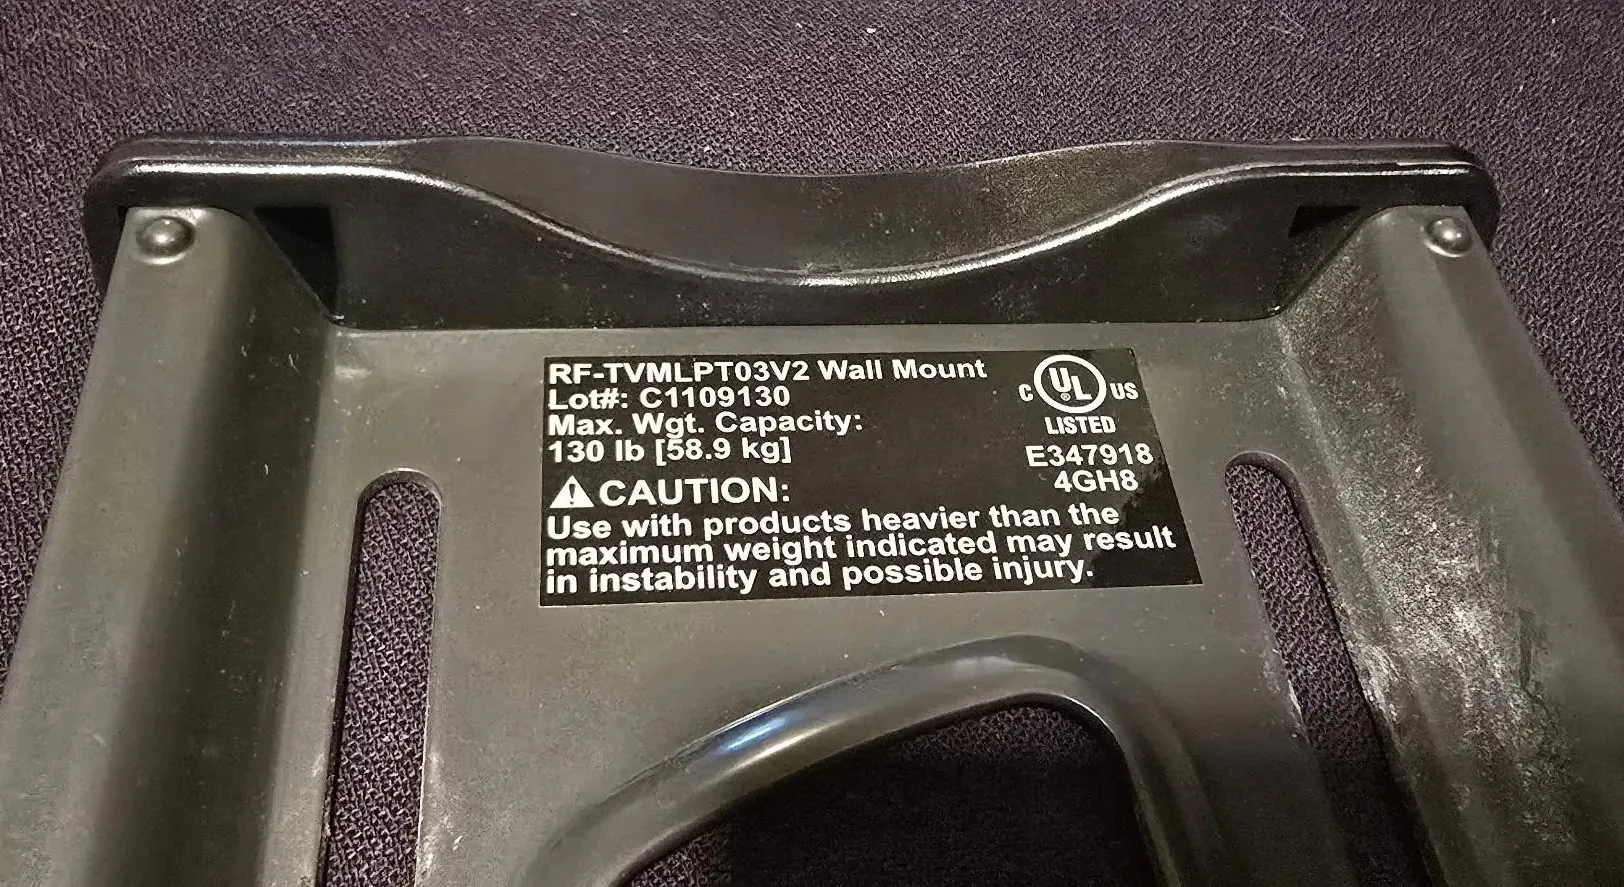 RF-TVMLPT03V2 Wall Mount
Lot#: C1109130
Max. Wgt. Capacity:
130 lb [58.9 kg]
C UL ® US
LISTED
E347918
4GH8
CAUTION:
Use with products heavier than the
maximum weight indicated may result
in instability and possible injury.